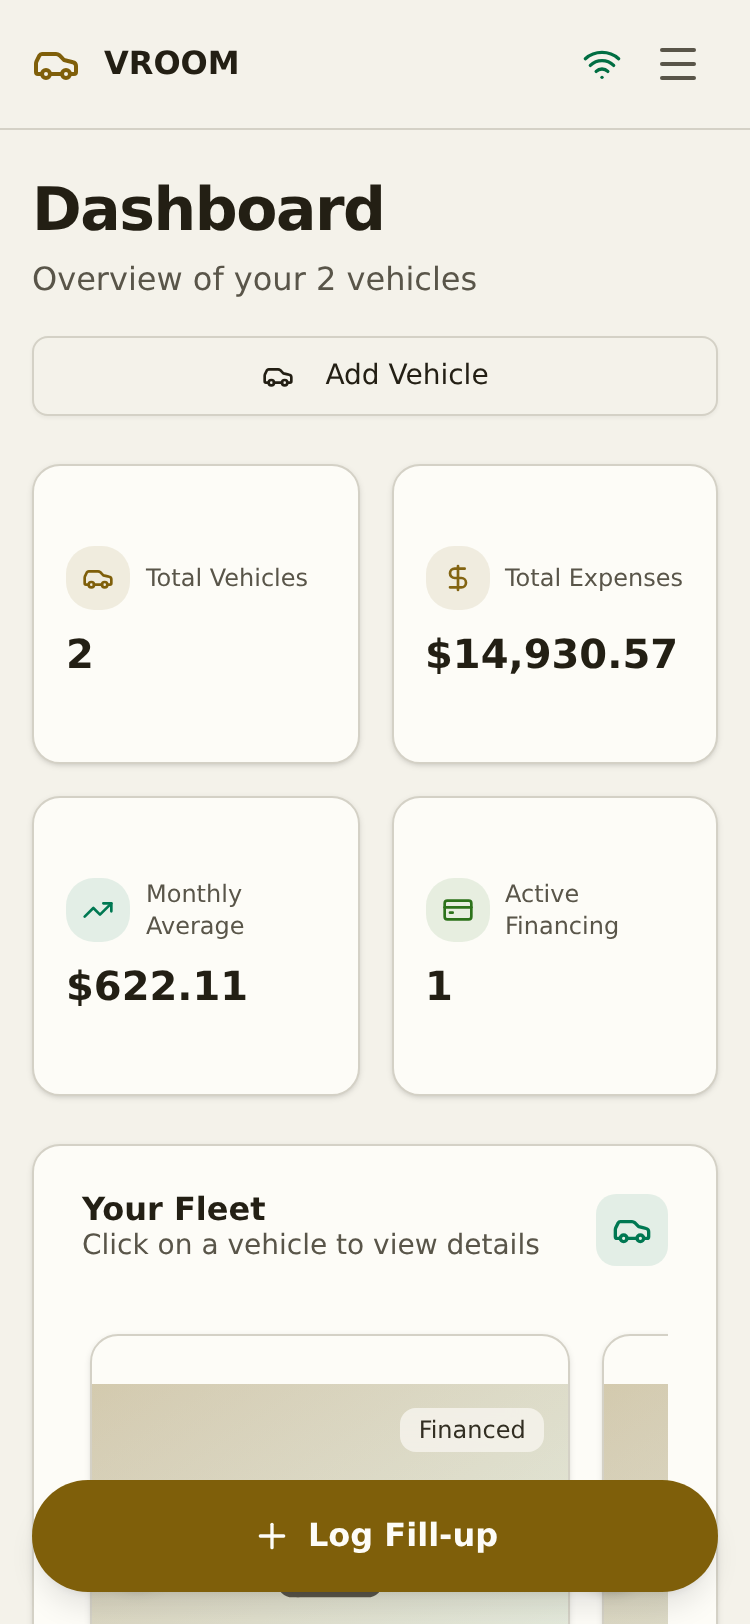 VROOM
Dashboard
Overview of your 2 vehicles
Add Vehicle
Total Vehicles
2
Total Expenses
$14,930.57
Monthly
Average
$622.11
Active
Financing
1
Your Fleet
Click on a vehicle to view details
Financed
Log Fill-up